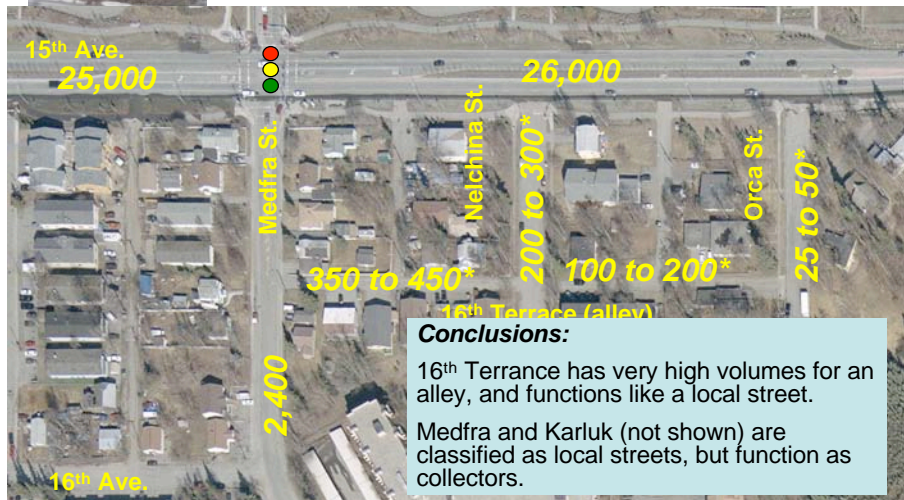 15th Ave.
25,000
26,000
Medfra St.
Nelchina St.
200 to 300*
Orca St.
25 to 50*
350 to 450*
100 to 200*
16th Terrace (alley)
2,400
16th Ave.
Conclusions:
16th Terrance has very high volumes for an
alley, and functions like a local street.
Medfra and Karluk (not shown) are
classified as local streets, but function as
collectors.